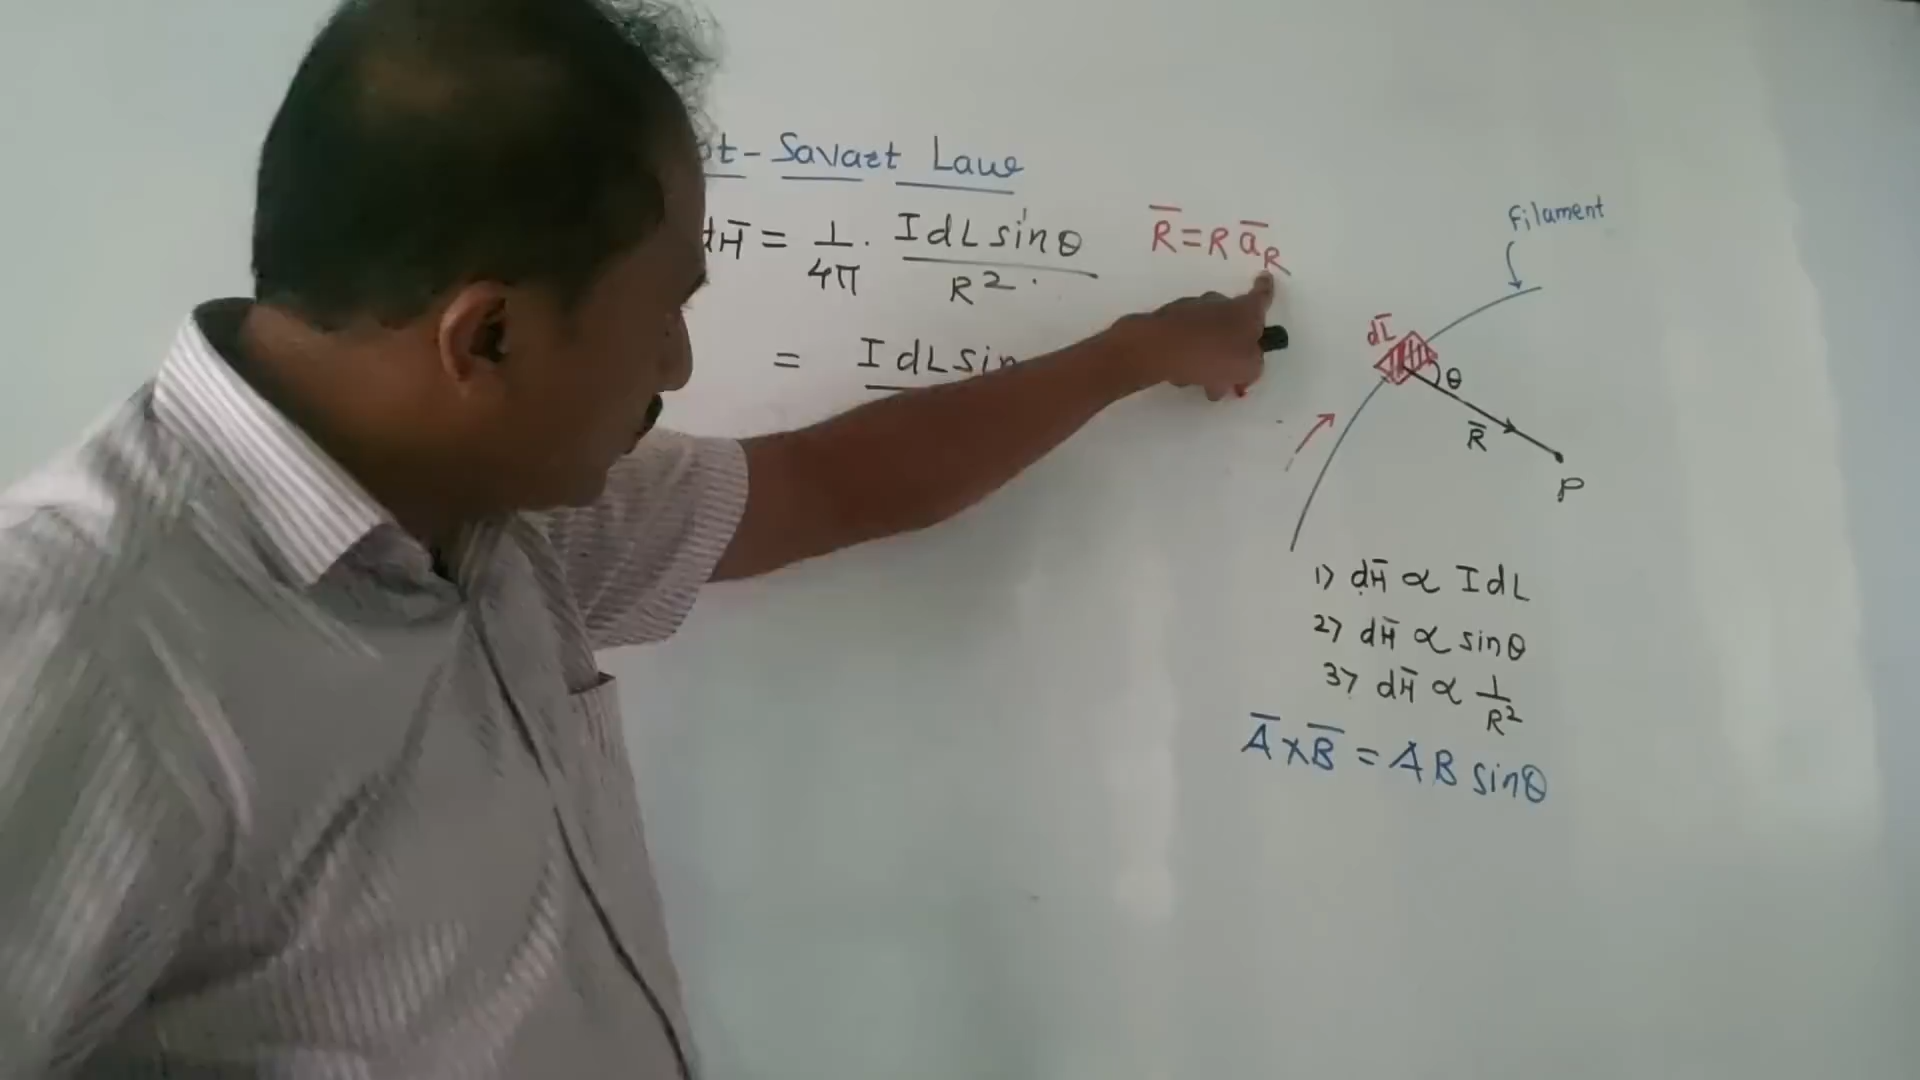 ot-Savart Law
dH̅ = 1/4π . IdL sinθ/R²
= IdL sin
R̅ = R a̅_R
Filament
dL̅
θ
R̅
P
1) dH̅ ∝ IdL
2) dH̅ ∝ sinθ
3) dH̅ ∝ 1/R²
A̅ × B̅ = AB sinθ